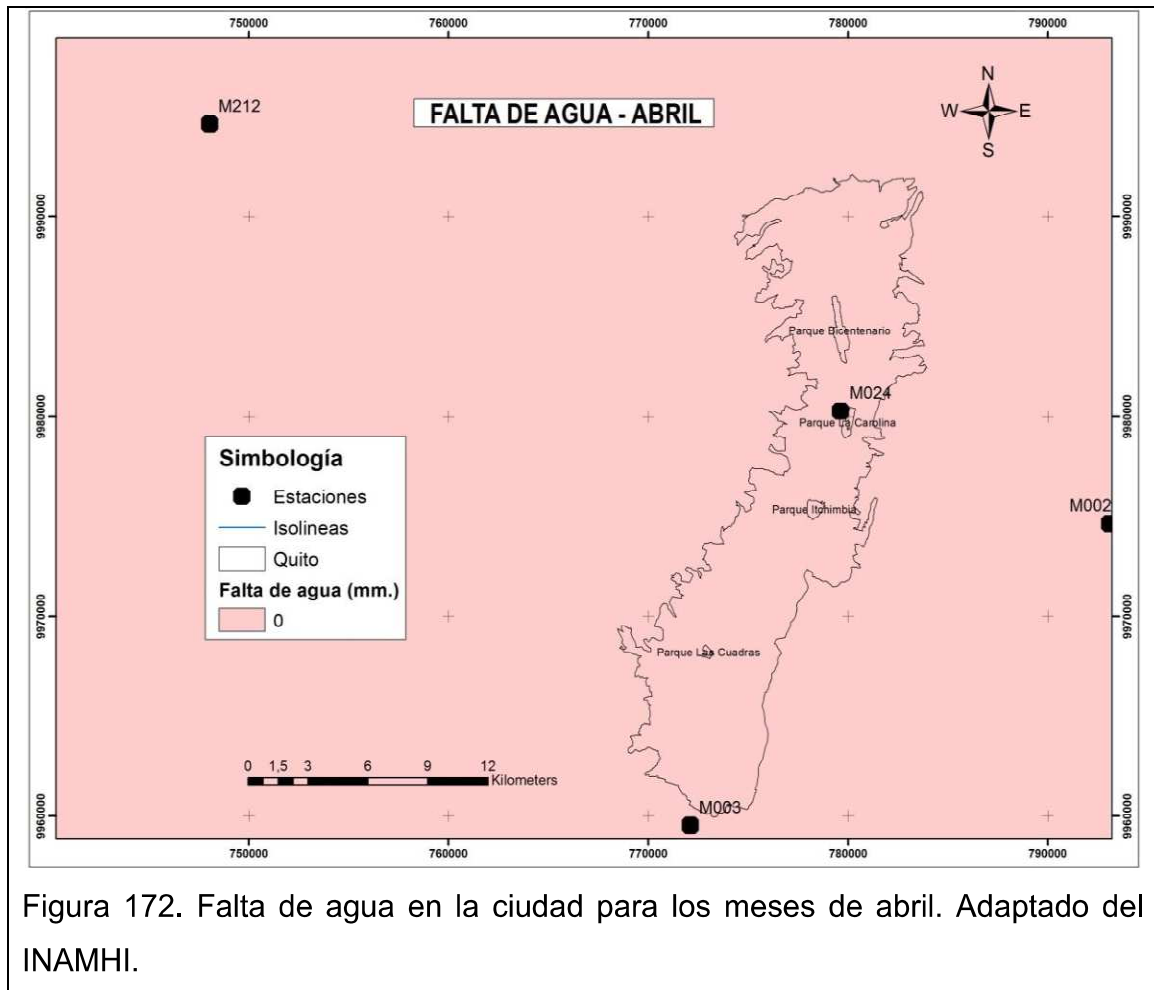 750000 760000 770000 780000 790000
M212
FALTA DE AGUA - ABRIL
N
W E
S
9990000 9990000
Parque Bicentenario
M024
9980000 9980000
Parque La Carolina
Simbología
Estaciones
Isolineas
Quito
Falta de agua (mm.)
0
Parque Itchimbia
M002
9970000 9970000
Parque Las Cuadras
0 1,5 3 6 9 12
Kilometers
M003
9960000 9960000
750000 760000 770000 780000 790000
Figura 172. Falta de agua en la ciudad para los meses de abril. Adaptado del
INAMHI.